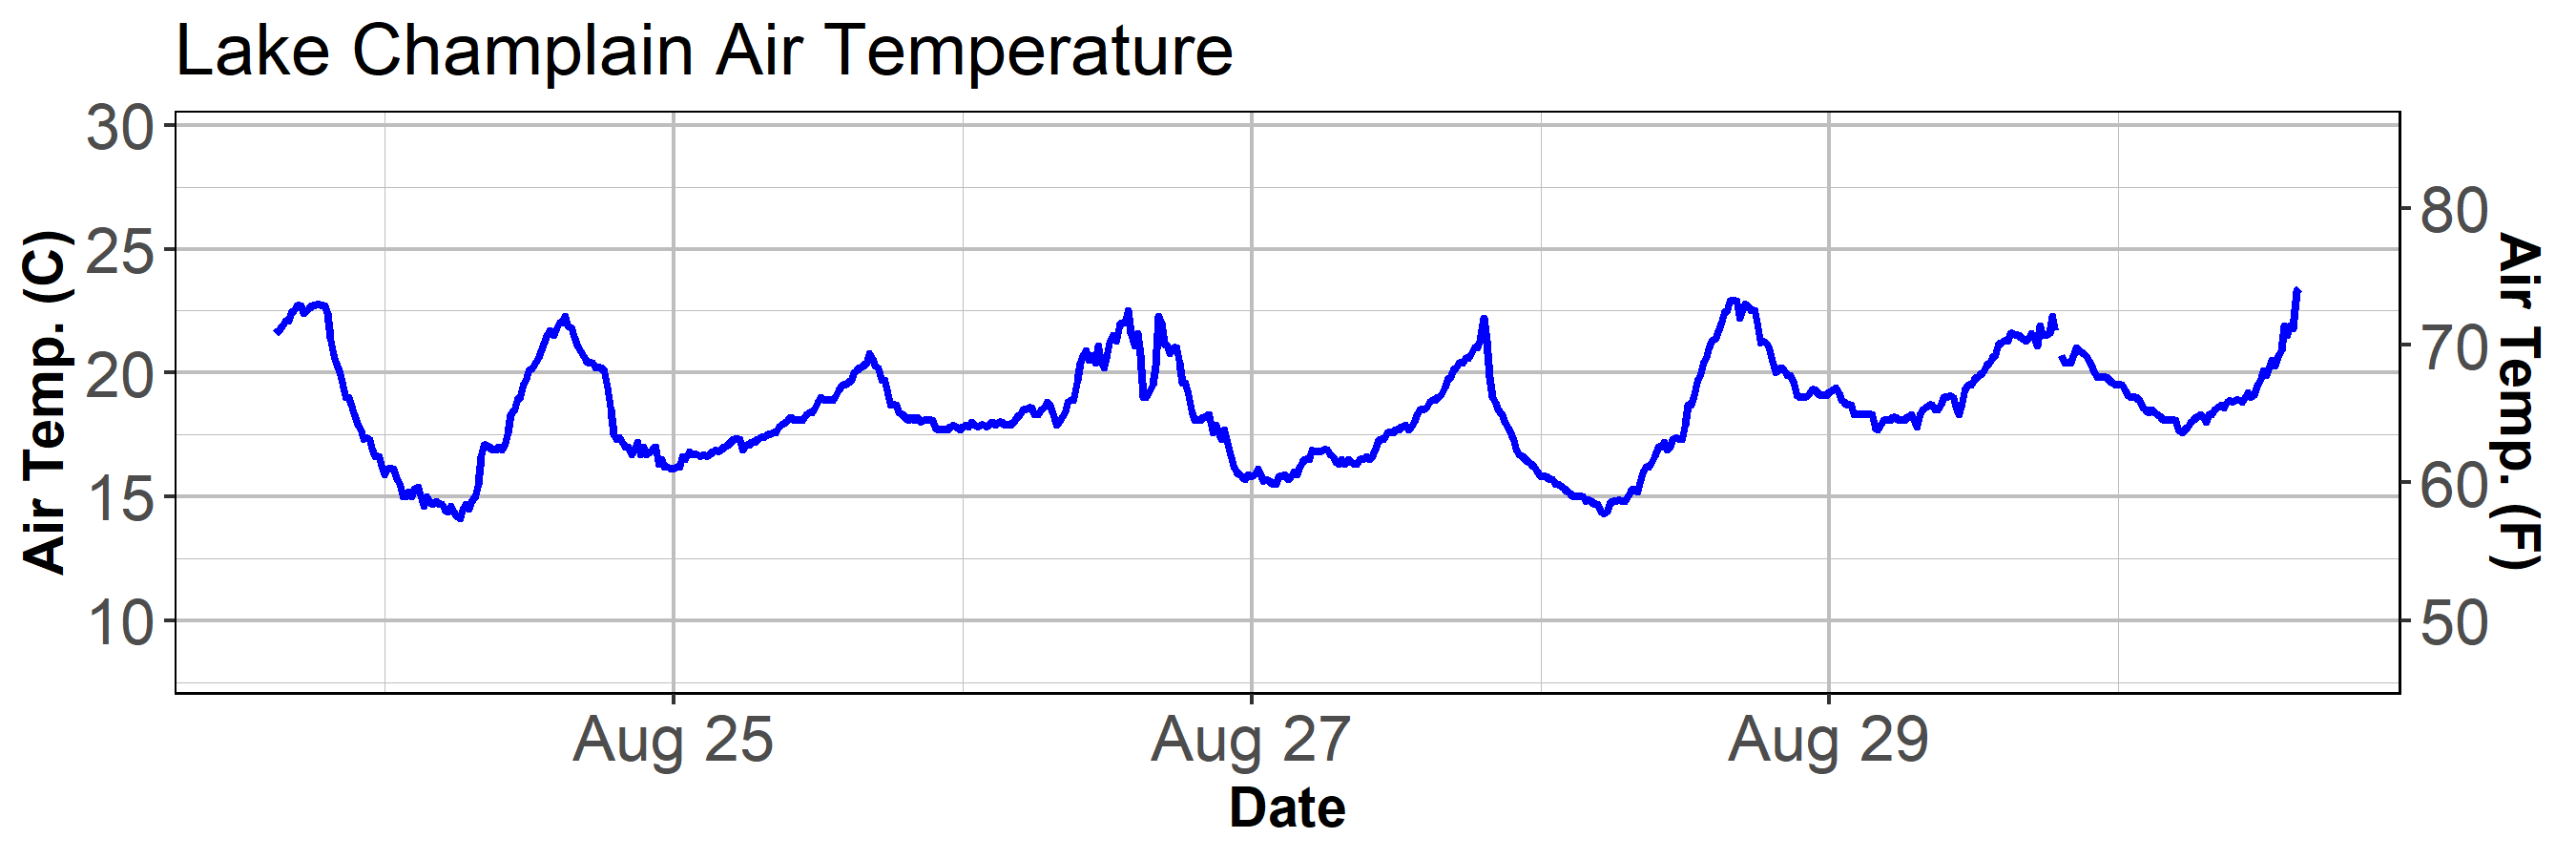 Lake Champlain Air Temperature
Air Temp. (C)
30
25
20
15
10
80
70
60
50
Air Temp. (F)
Aug 25
Aug 27
Aug 29
Date